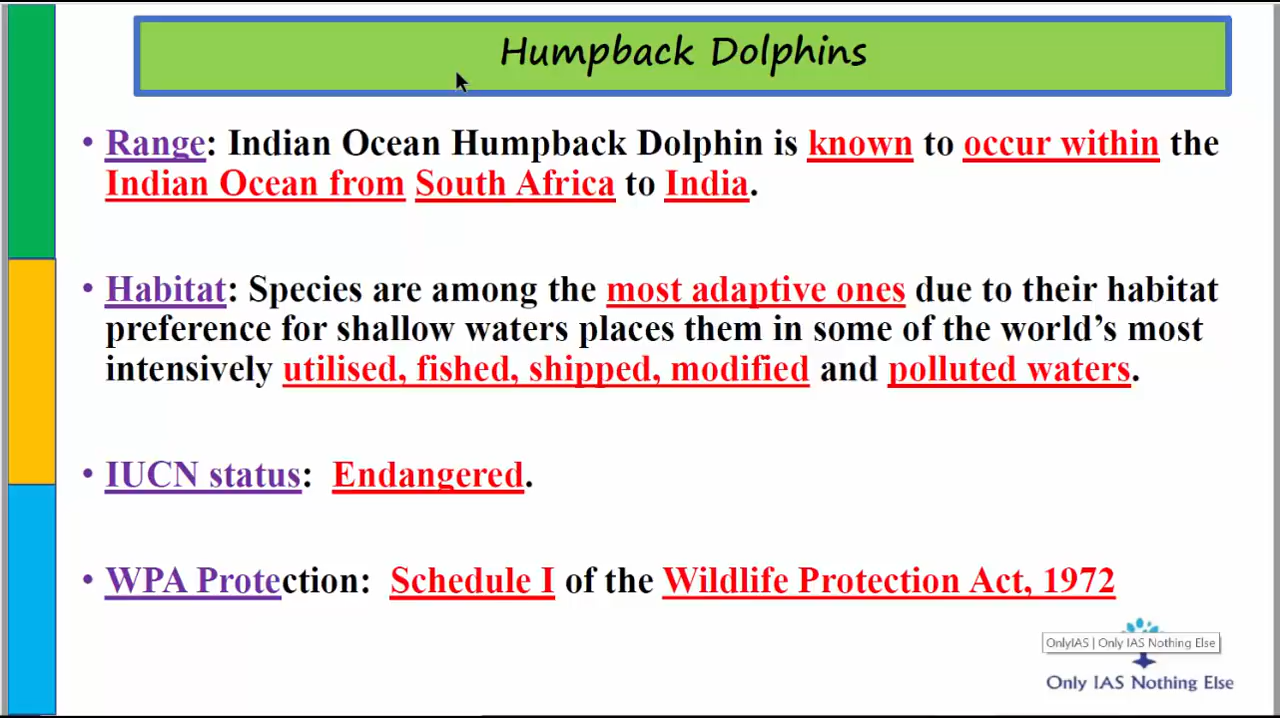 Humpback Dolphins
• Range: Indian Ocean Humpback Dolphin is known to occur within the
Indian Ocean from South Africa to India.
• Habitat: Species are among the most adaptive ones due to their habitat
preference for shallow waters places them in some of the world’s most
intensively utilised, fished, shipped, modified and polluted waters.
• IUCN status: Endangered.
• WPA Protection: Schedule I of the Wildlife Protection Act, 1972
OnlyIAS | Only IAS Nothing Else
Only IAS Nothing Else